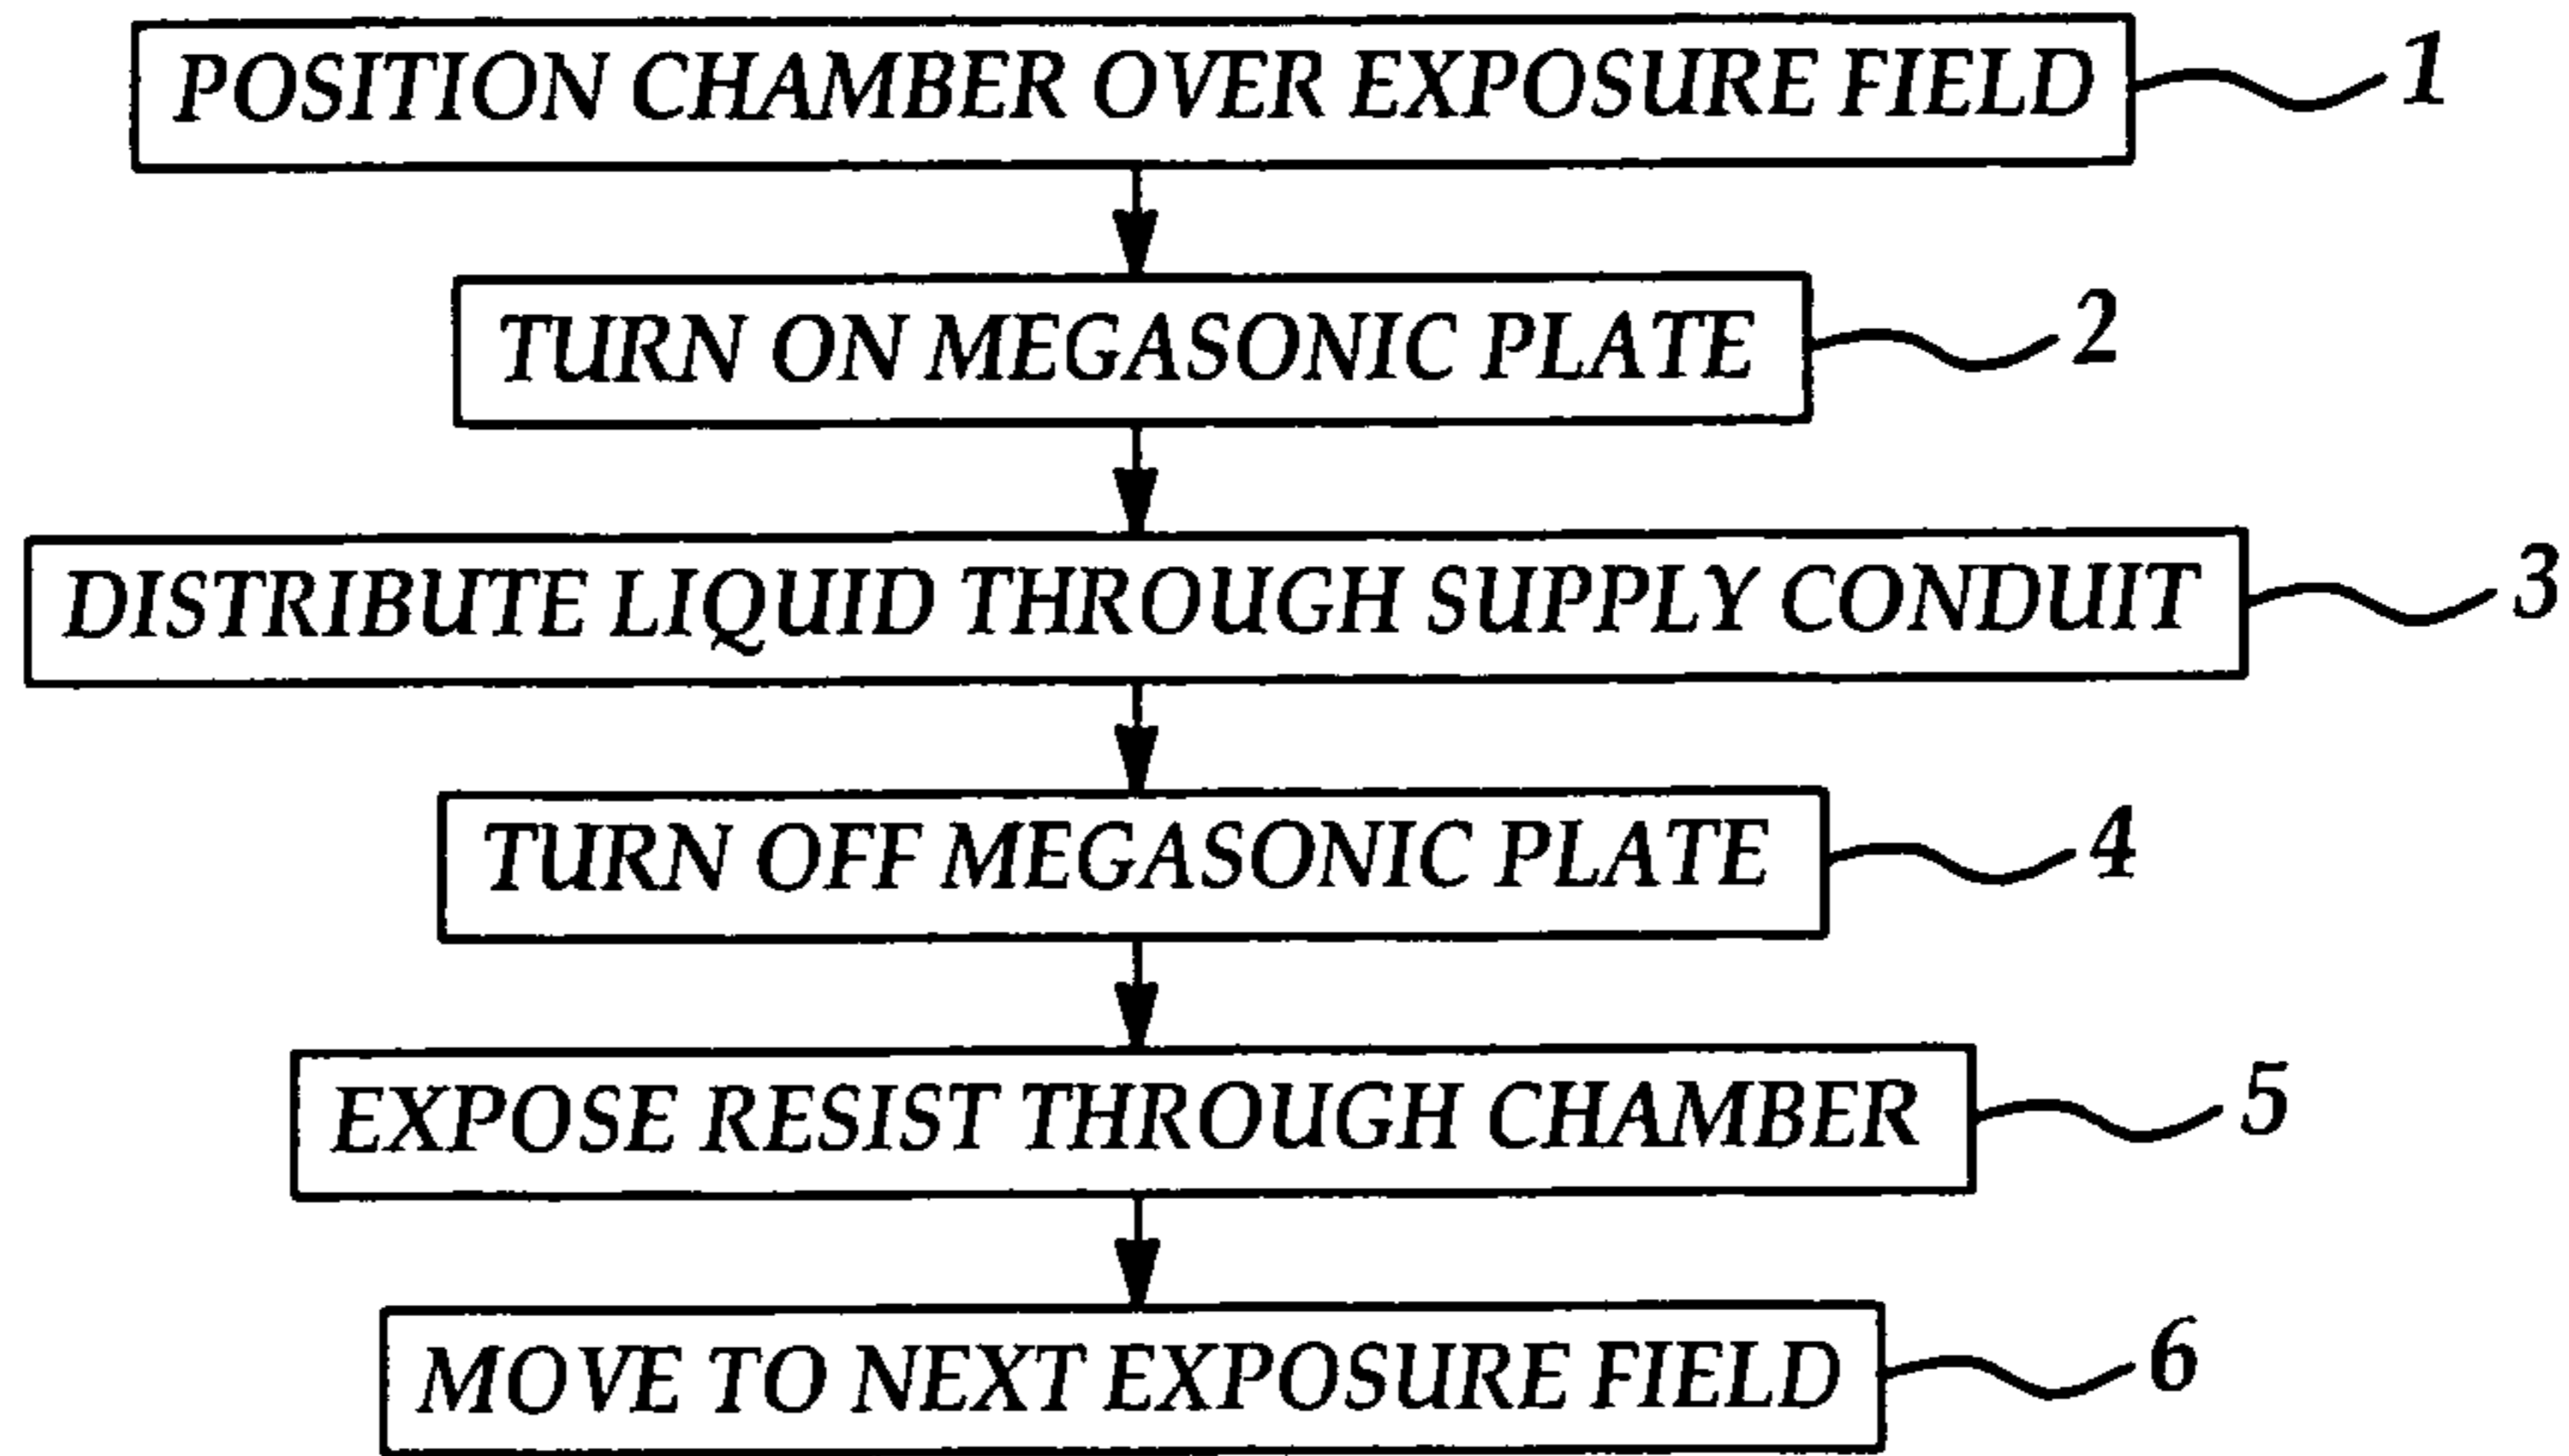 POSITION CHAMBER OVER EXPOSURE FIELD 1
TURN ON MEGASONIC PLATE 2
DISTRIBUTE LIQUID THROUGH SUPPLY CONDUIT 3
TURN OFF MEGASONIC PLATE 4
EXPOSE RESIST THROUGH CHAMBER 5
MOVE TO NEXT EXPOSURE FIELD 6